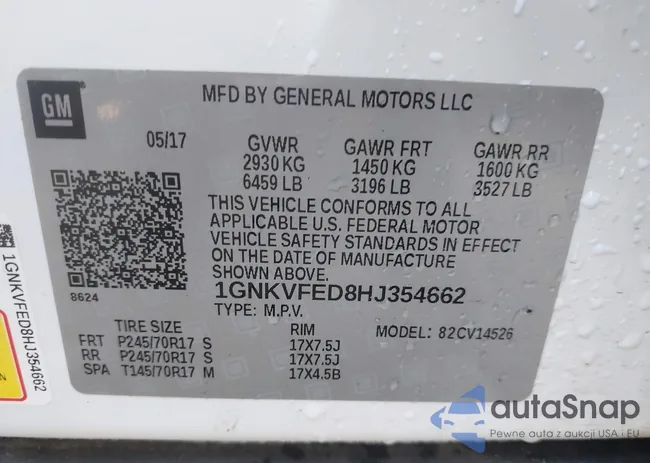 GM
MFD BY GENERAL MOTORS LLC
05/17
GVWR GAWR FRT GAWR RR
2930 KG 1450 KG 1600 KG
6459 LB 3196 LB 3527 LB
THIS VEHICLE CONFORMS TO ALL
APPLICABLE U.S. FEDERAL MOTOR
VEHICLE SAFETY STANDARDS IN EFFECT
ON THE DATE OF MANUFACTURE
SHOWN ABOVE.
8624
1GNKVFED8HJ354662
TYPE: M.P.V.
TIRE SIZE RIM MODEL: 82CV14526
FRT P245/70R17 S 17X7.5J
RR P245/70R17 S 17X7.5J
SPA T145/70R17 M 17X4.5B
1GNKVFED8HJ354662
autaSnap
Pewne auta z aukcji USA i EU